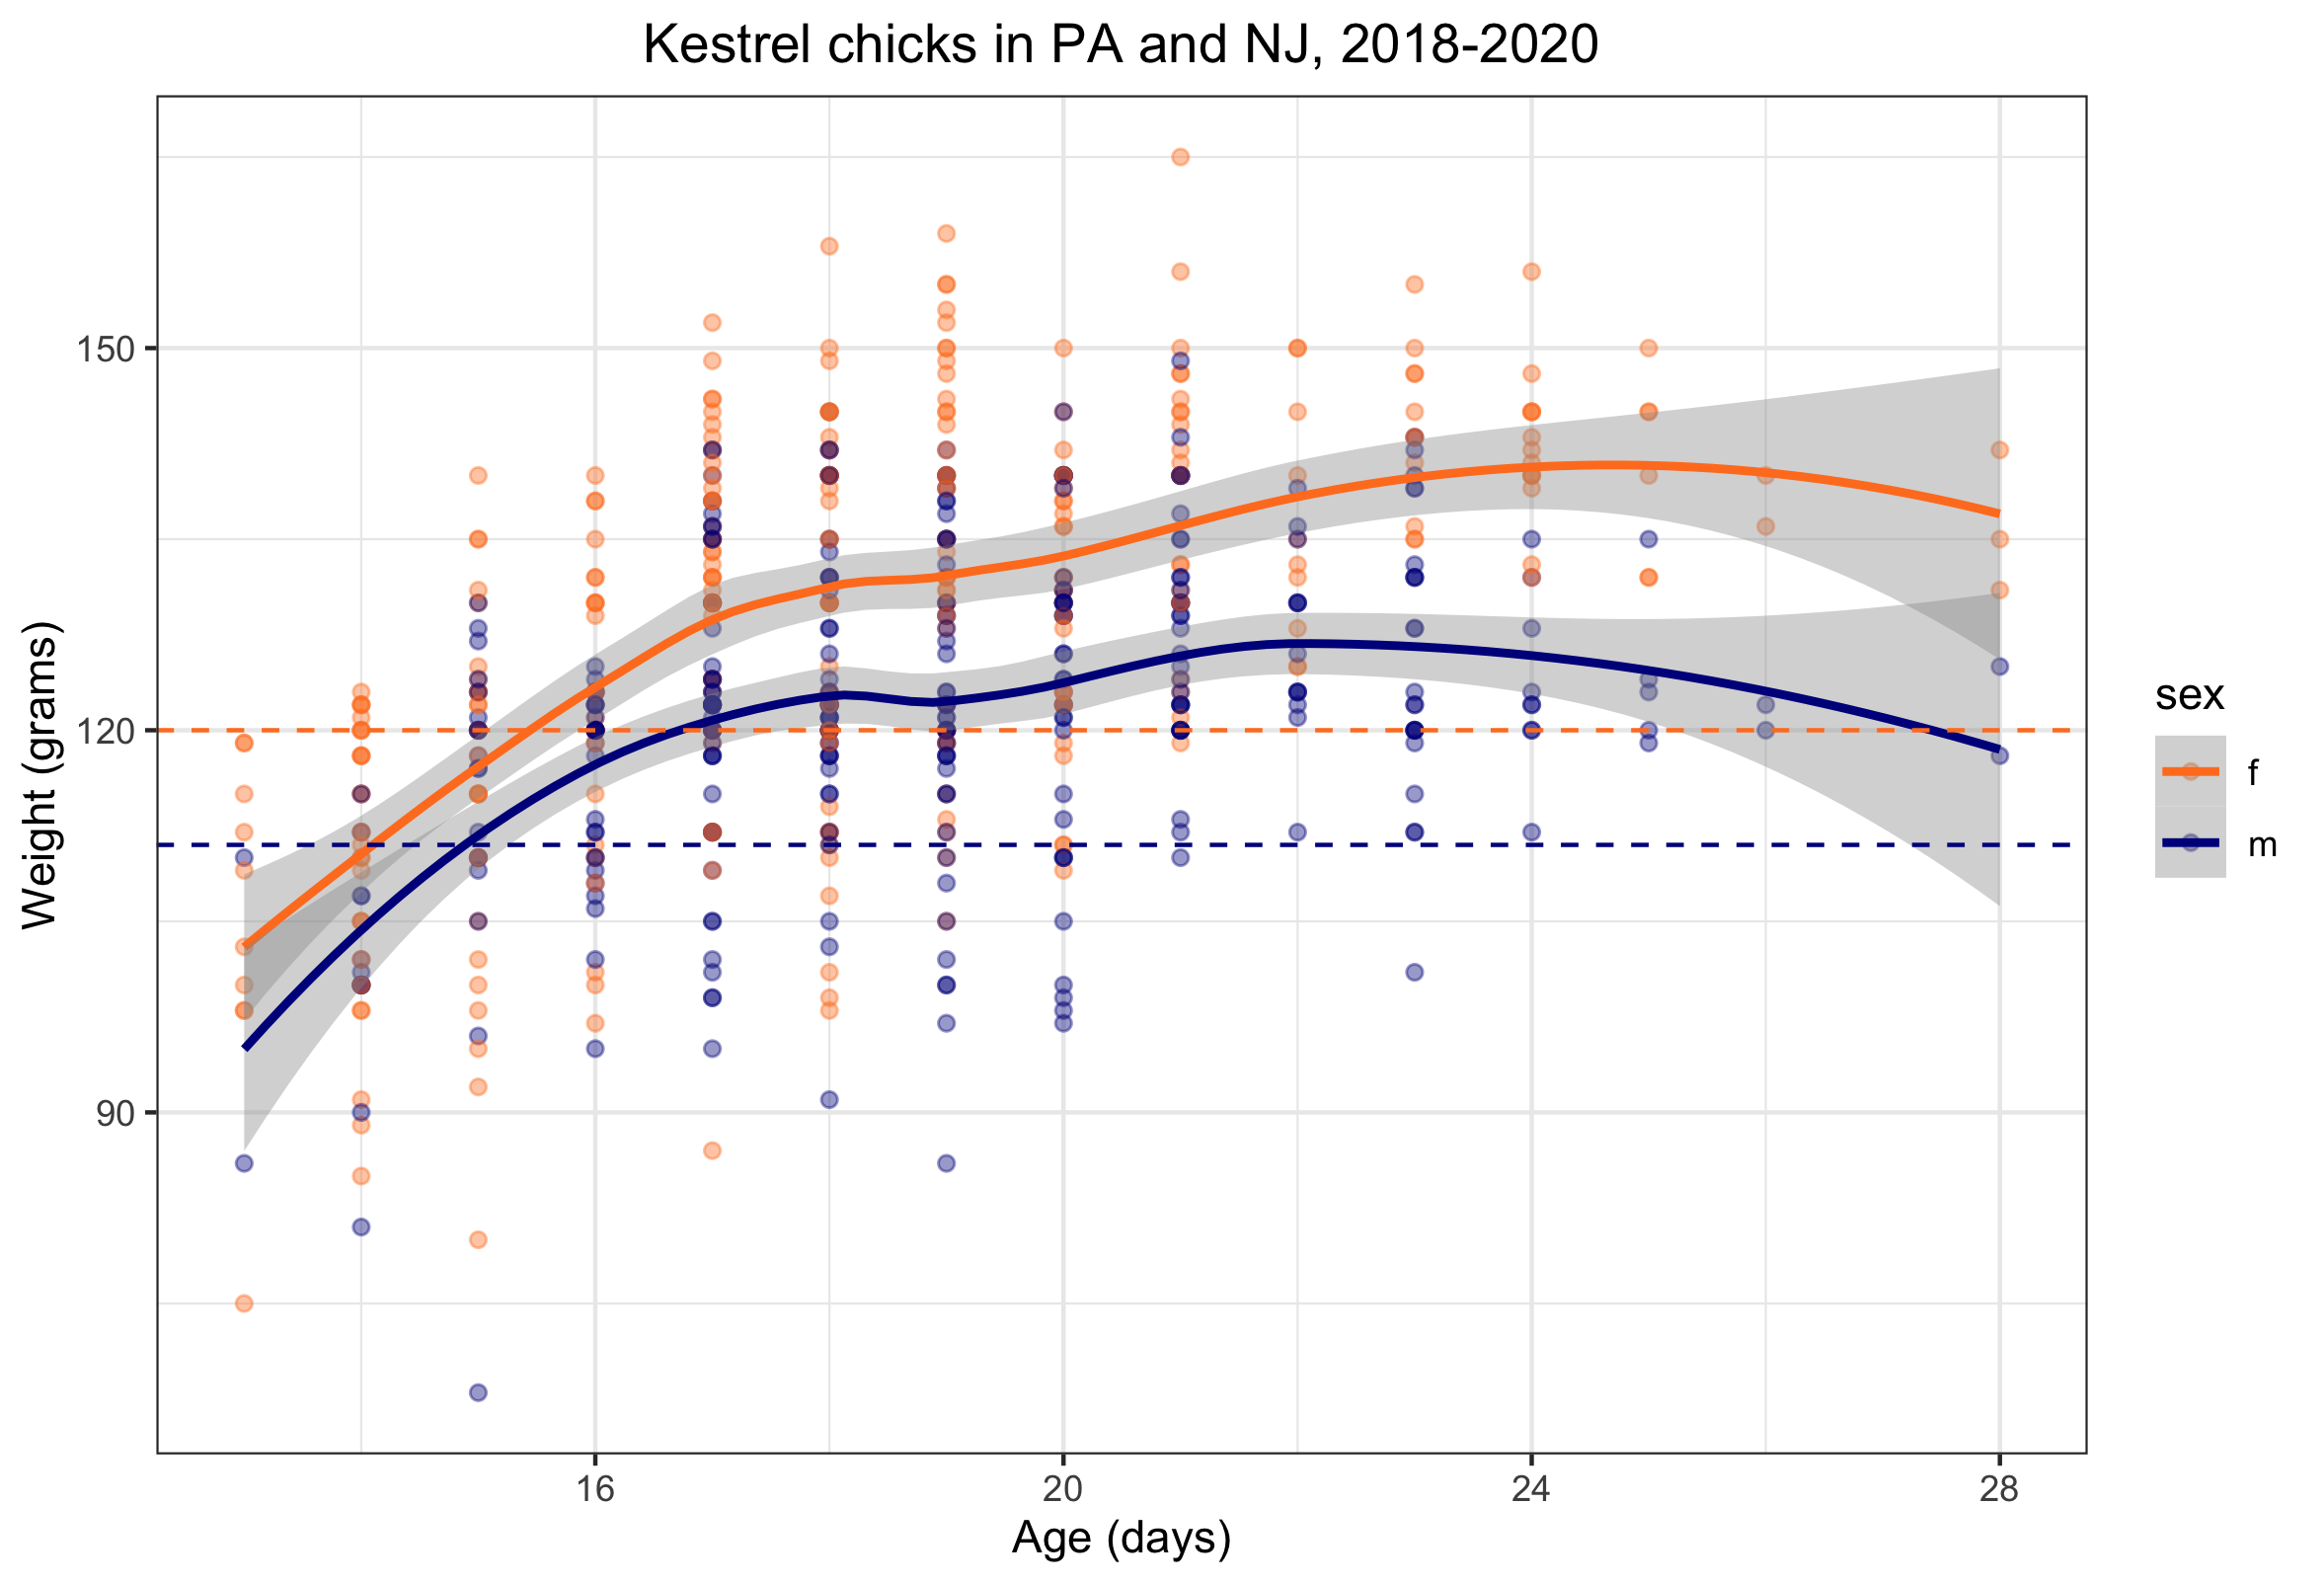 Kestrel chicks in PA and NJ, 2018-2020
150
120
90
Weight (grams)
16 20 24 28
Age (days)
sex
f
m